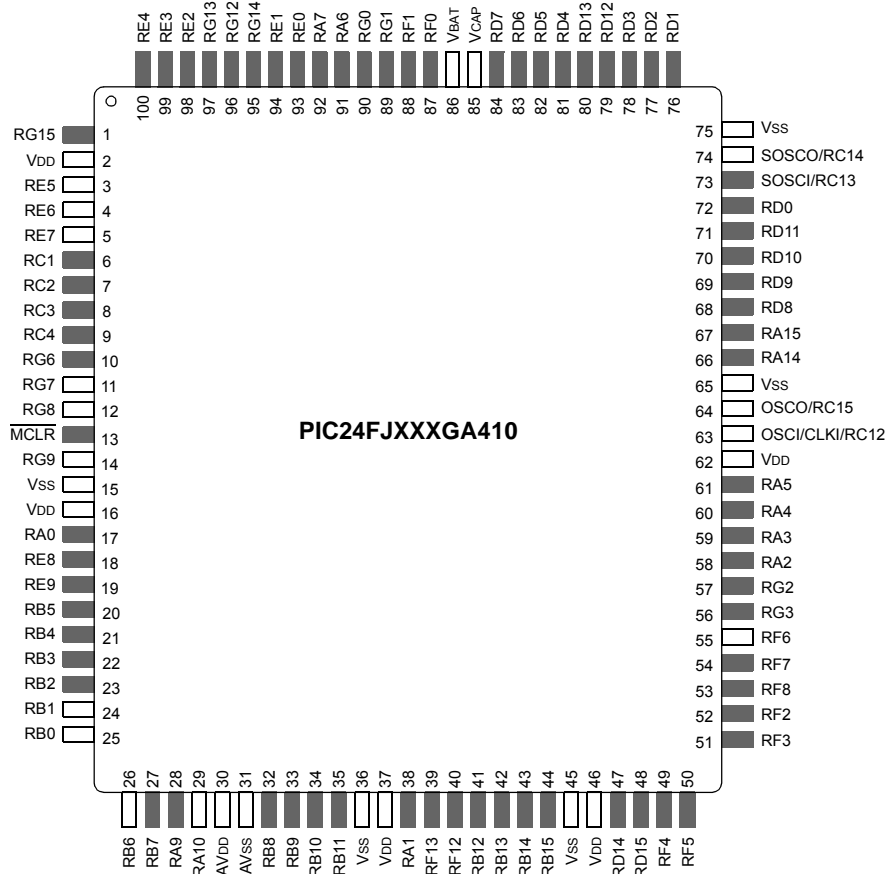 RE4 RE3 RE2 RG13 RG12 RG14 RE1 RE0 RA7 RA6 RG0 RG1 RF1 RF0 VBAT VCAP RD7 RD6 RD5 RD4 RD13 RD12 RD3 RD2 RD1
100 99 98 97 96 95 94 93 92 91 90 89 88 87 86 85 84 83 82 81 80 79 78 77 76
RG15 1
VDD 2
RE5 3
RE6 4
RE7 5
RC1 6
RC2 7
RC3 8
RC4 9
RG6 10
RG7 11
RG8 12
MCLR 13
RG9 14
VSS 15
VDD 16
RA0 17
RE8 18
RE9 19
RB5 20
RB4 21
RB3 22
RB2 23
RB1 24
RB0 25
PIC24FJXXXGA410
75 VSS
74 SOSCO/RC14
73 SOSCI/RC13
72 RD0
71 RD11
70 RD10
69 RD9
68 RD8
67 RA15
66 RA14
65 VSS
64 OSCO/RC15
63 OSCI/CLKI/RC12
62 VDD
61 RA5
60 RA4
59 RA3
58 RA2
57 RG2
56 RG3
55 RF6
54 RF7
53 RF8
52 RF2
51 RF3
26 27 28 29 30 31 32 33 34 35 36 37 38 39 40 41 42 43 44 45 46 47 48 49 50
RB6 RB7 RA9 RA10 AVDD AVSS RB8 RB9 RB10 RB11 VSS VDD RA1 RF13 RF12 RB12 RB13 RB14 RB15 VSS VDD RD14 RD15 RF4 RF5